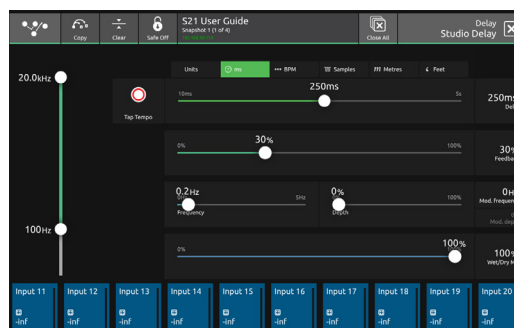 Copy
Clear
Safe Off
S21 User Guide
Snapshot 1 (1 of 4)
Close All
Delay
Studio Delay
Units
ms
BPM
Samples
Metres
Feet
20.0kHz
100Hz
Tap Tempo
250ms
10ms
5s
250ms
30%
0%
100%
30%
0.2Hz
5Hz
Frequency
0%
100%
Depth
Mod. frequen
Mod. dep
100%
0%
100%
Wet/Dry M
Input 11
Input 12
Input 13
Input 14
Input 15
Input 16
Input 17
Input 18
Input 19
Input 20
-inf
-inf
-inf
-inf
-inf
-inf
-inf
-inf
-inf
-inf